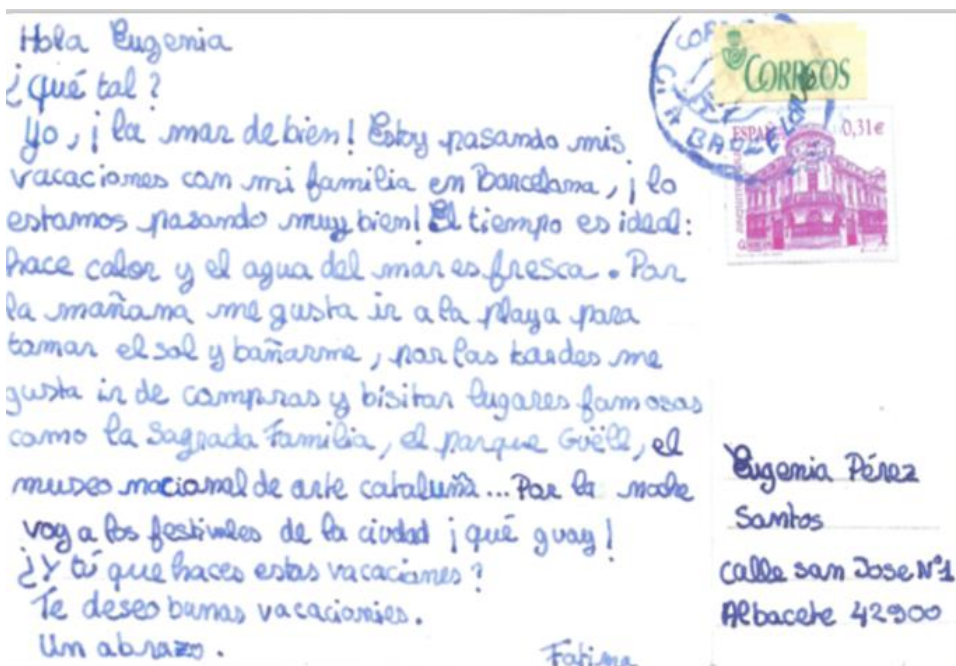 Hola Eugenia
¿qué tal?
Yo, ¡la mar de bien! Estoy pasando mis
vacaciones con mi familia en Barcelona, ¡lo
estamos pasando muy bien! El tiempo es ideal:
hace calor y el agua del mar es fresca. Por
la mañana me gusta ir a la playa para
tomar el sol y bañarme, por las tardes me
gusta ir de compras y bisitar lugares famosos
como la Sagrada Familia, el parque Güell, el
museo nacional de arte cataluña... Por la noche
voy a los festivales de la ciudad ¡qué guay!
¿Y tú que haces estas vacaciones?
Te deseo buenas vacaciones.
Un abrazo.
Fatima
CORREOS
ESPAÑA 0,31€
Eugenia Pérez
Santos
calle san Jose Nº1
Albacete 42900